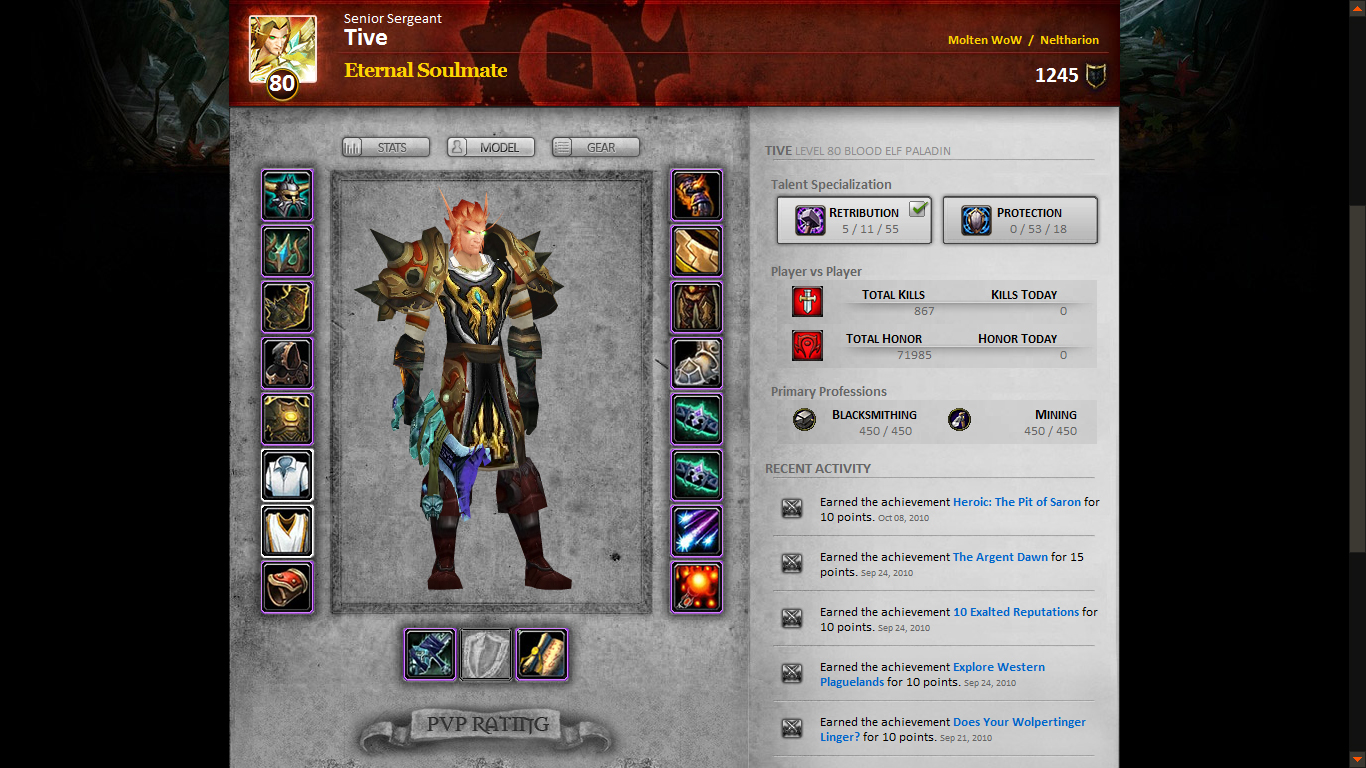 Senior Sergeant
Tive
Eternal Soulmate
80
Molten WoW / Neltharion
1245
STATS
MODEL
GEAR
TIVE LEVEL 80 BLOOD ELF PALADIN
Talent Specialization
RETRIBUTION
5 / 11 / 55
PROTECTION
0 / 53 / 18
Player vs Player
TOTAL KILLS KILLS TODAY
867 0
TOTAL HONOR HONOR TODAY
71985 0
Primary Professions
BLACKSMITHING
450 / 450
MINING
450 / 450
RECENT ACTIVITY
Earned the achievement Heroic: The Pit of Saron for
10 points. Oct 08, 2010
Earned the achievement The Argent Dawn for 15
points. Sep 24, 2010
Earned the achievement 10 Exalted Reputations for
10 points. Sep 24, 2010
Earned the achievement Explore Western
Plaguelands for 10 points. Sep 24, 2010
Earned the achievement Does Your Wolpertinger
Linger? for 10 points. Sep 21, 2010
PVP RATING